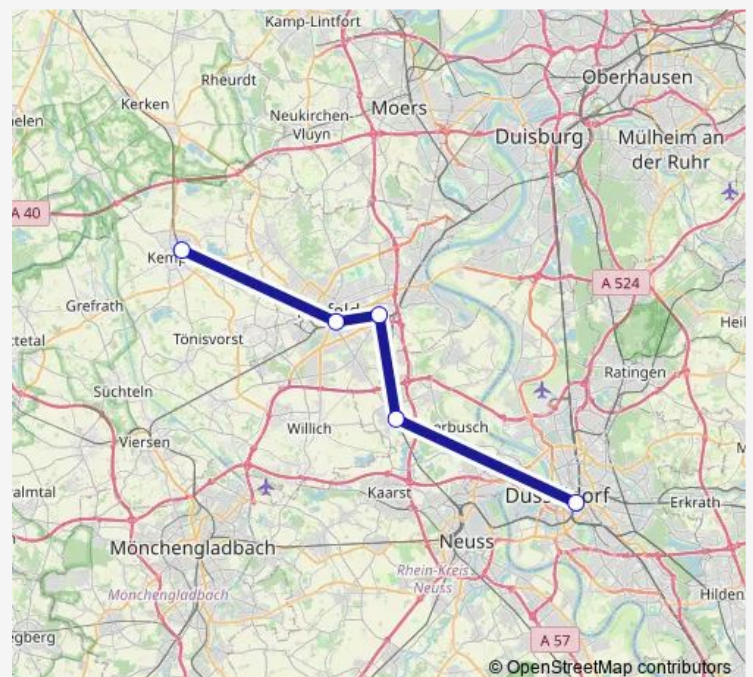 Kamp-Lintfort
Oberhausen
Rheurdt
Kerken
Moers
Neukirchen-
Vluyn
Duisburg
Mülheim an
der Ruhr
A 40
Grefrath
A 524
Tönisvorst
Ratingen
Süchteln
Willich
Viersen
Kaarst
Erkrath
Mönchengladbach
Neuss
Rhein-Kreis
Neuss
Mönchengladbach
Hilden
A 57
© OpenStreetMap contributors